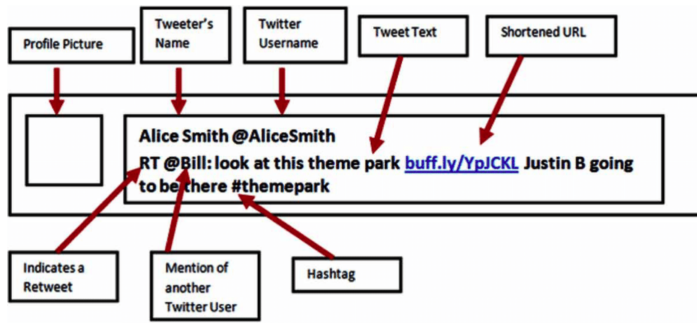 Profile Picture
Tweeter's
Name
Twitter
Username
Tweet Text
Shortened URL
Alice Smith @AliceSmith
RT @Bill: look at this theme park buff.ly/YpJCKL Justin B going
to be there #themepark
Indicates a
Retweet
Mention of
another
Twitter User
Hashtag